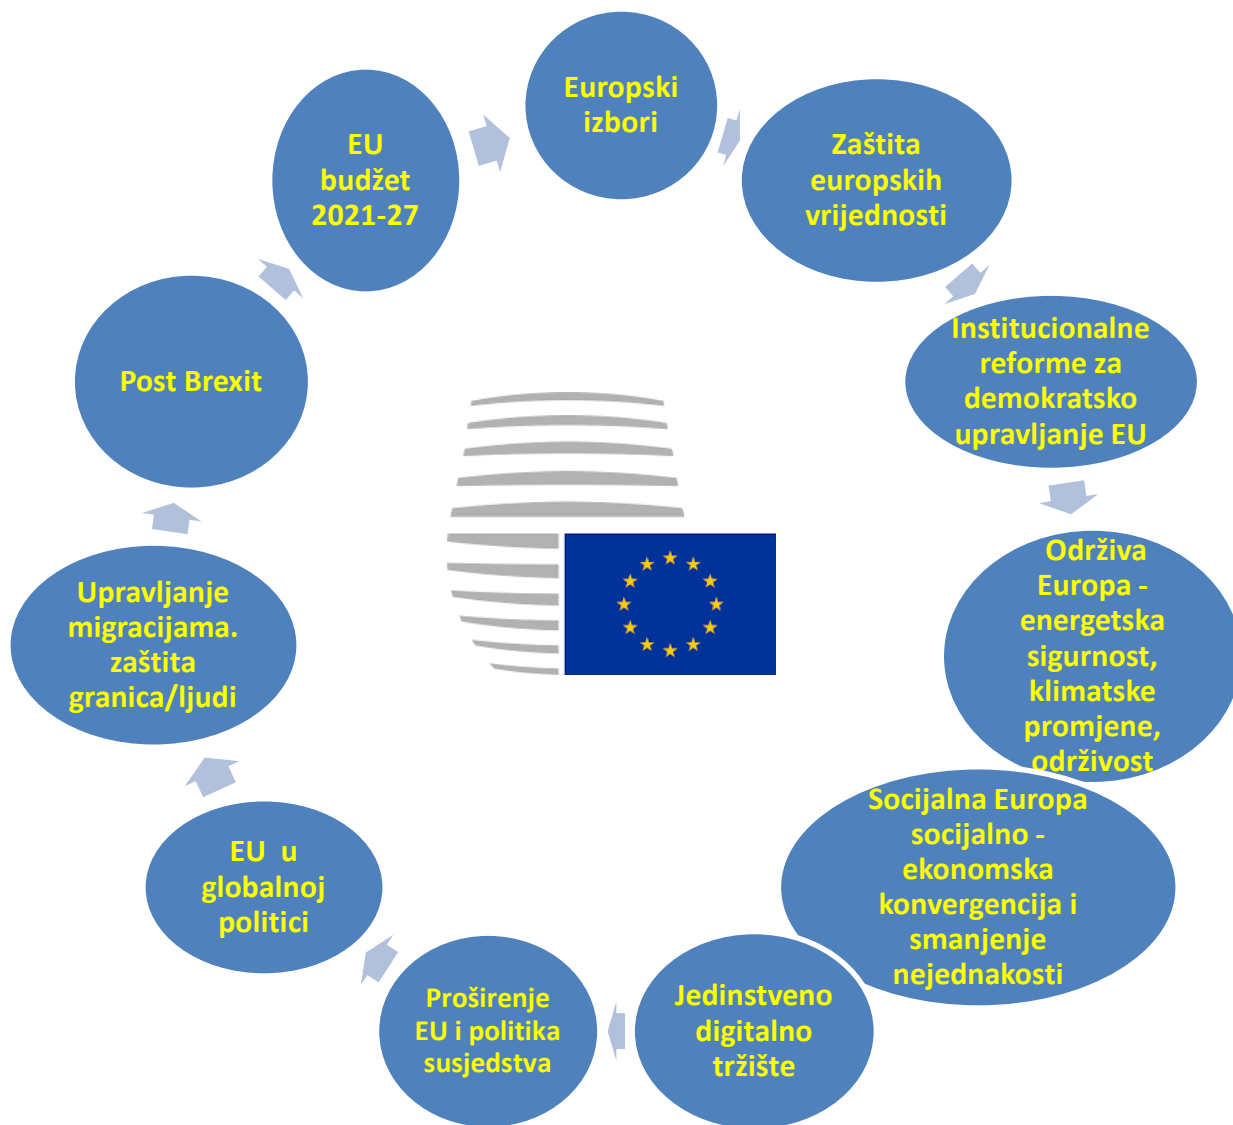 Europski
izbori
Zaštita
europskih
vrijednosti
Institucionalne
reforme za
demokratsko
upravljanje EU
Održiva
Europa -
energetska
sigurnost,
klimatske
promjene,
održivost
Socijalna Europa
socijalno -
ekonomska
konvergencija i
smanjenje
nejednakosti
Jedinstveno
digitalno
tržište
Proširenje
EU i politika
susjedstva
EU u
globalnoj
politici
Upravljanje
migracijama.
zaštita
granica/ljudi
Post Brexit
EU
budžet
2021-27